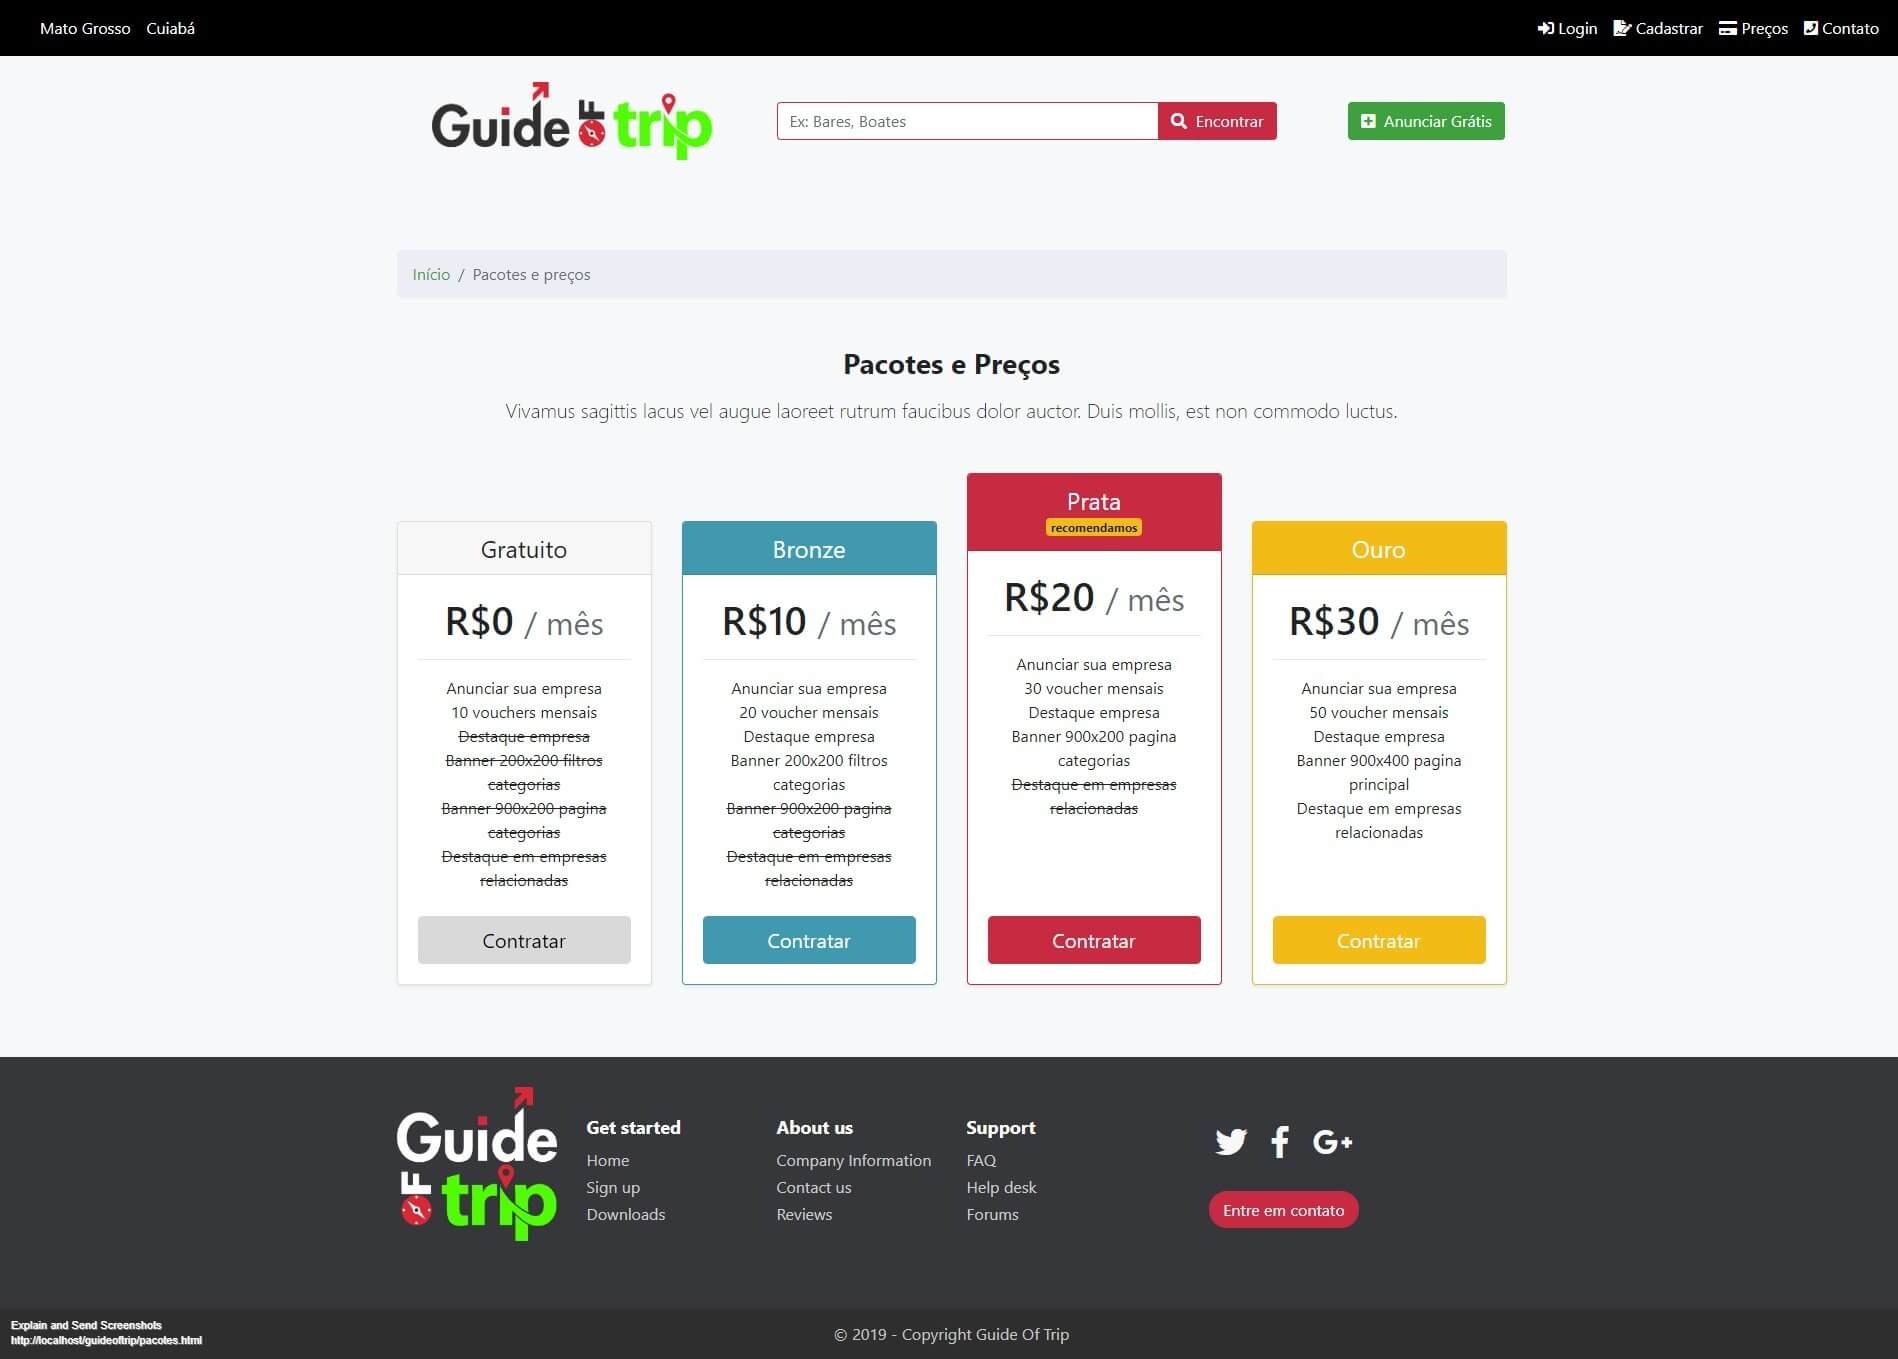 Mato Grosso Cuiabá Login Cadastrar Preços Contato
Guide OF trip
Ex: Bares, Boates Encontrar Anunciar Grátis
Início / Pacotes e preços
Pacotes e Preços
Vivamus sagittis lacus vel augue laoreet rutrum faucibus dolor auctor. Duis mollis, est non commodo luctus.
Gratuito
R$0 / mês
Anunciar sua empresa
10 vouchers mensais
Destaque empresa
Banner 200x200 filtros
categorias
Banner 900x200 pagina
categorias
Destaque em empresas
relacionadas
Contratar
Bronze
R$10 / mês
Anunciar sua empresa
20 voucher mensais
Destaque empresa
Banner 200x200 filtros
categorias
Banner 900x200 pagina
categorias
Destaque em empresas
relacionadas
Contratar
Prata
recomendamos
R$20 / mês
Anunciar sua empresa
30 voucher mensais
Destaque empresa
Banner 900x200 pagina
categorias
Destaque em empresas
relacionadas
Contratar
Ouro
R$30 / mês
Anunciar sua empresa
50 voucher mensais
Destaque empresa
Banner 900x400 pagina
principal
Destaque em empresas
relacionadas
Contratar
Guide
OF trip
Get started
Home
Sign up
Downloads
About us
Company Information
Contact us
Reviews
Support
FAQ
Help desk
Forums
G+
Entre em contato
Explain and Send Screenshots
http://localhost/guideoftrip/pacotes.html
© 2019 - Copyright Guide Of Trip